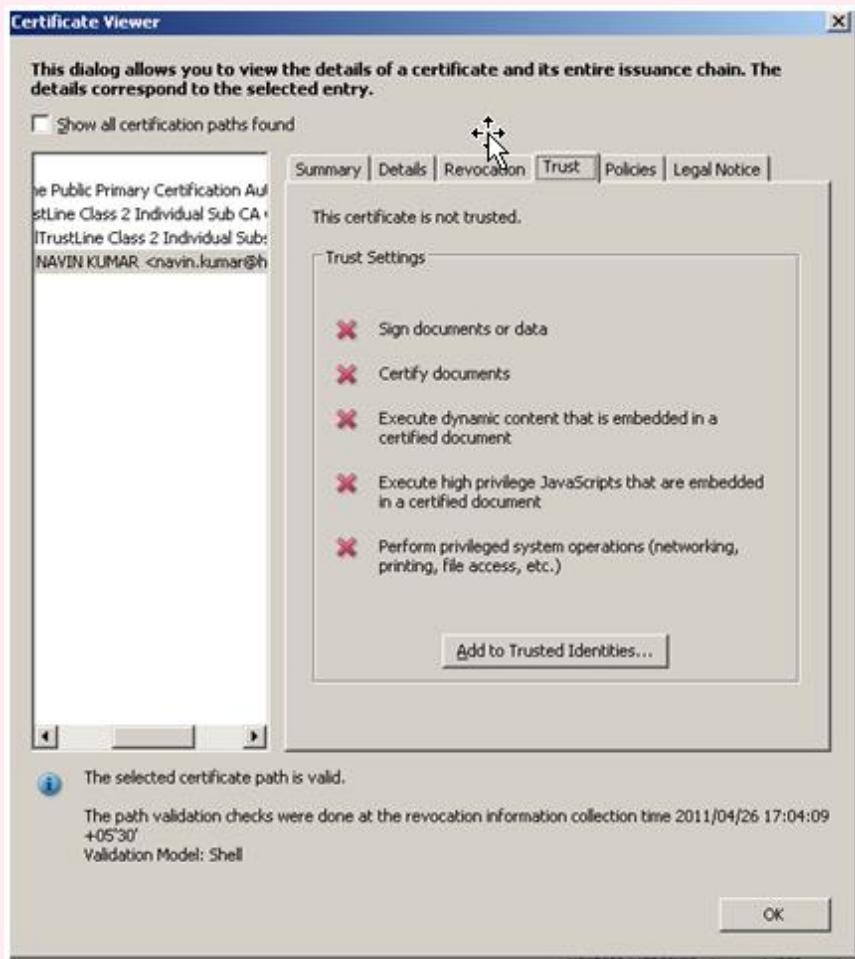 Certificate Viewer
This dialog allows you to view the details of a certificate and its entire issuance chain. The
details correspond to the selected entry.
Show all certification paths found
Summary Details Revocation Trust Policies Legal Notice
ne Public Primary Certification Aut
stLine Class 2 Individual Sub CA
lTrustLine Class 2 Individual Subs
NAVIN KUMAR <navin.kumar@h
This certificate is not trusted.
Trust Settings
Sign documents or data
Certify documents
Execute dynamic content that is embedded in a
certified document
Execute high privilege JavaScripts that are embedded
in a certified document
Perform privileged system operations (networking,
printing, file access, etc.)
Add to Trusted Identities...
The selected certificate path is valid.
The path validation checks were done at the revocation information collection time 2011/04/26 17:04:09
+05'30'
Validation Model: Shell
OK